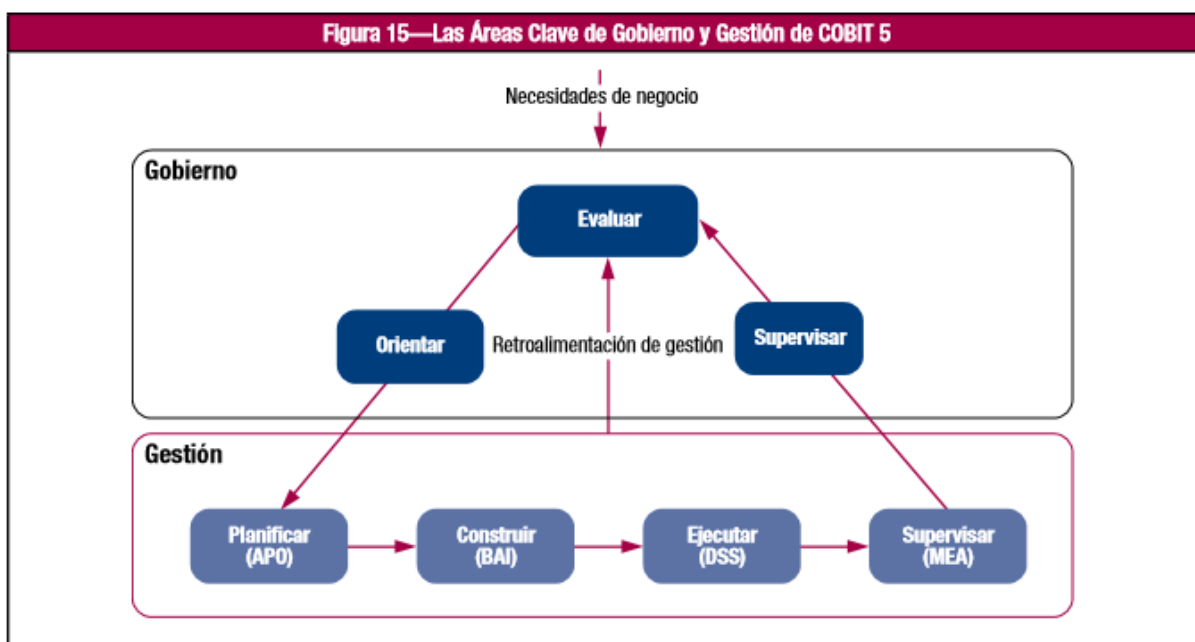 Figura 15—Las Áreas Clave de Gobierno y Gestión de COBIT 5
Necesidades de negocio
Gobierno
Evaluar
Orientar
Retroalimentación de gestión
Supervisar
Gestión
Planificar
(APO)
Construir
(BAI)
Ejecutar
(DSS)
Supervisar
(MEA)